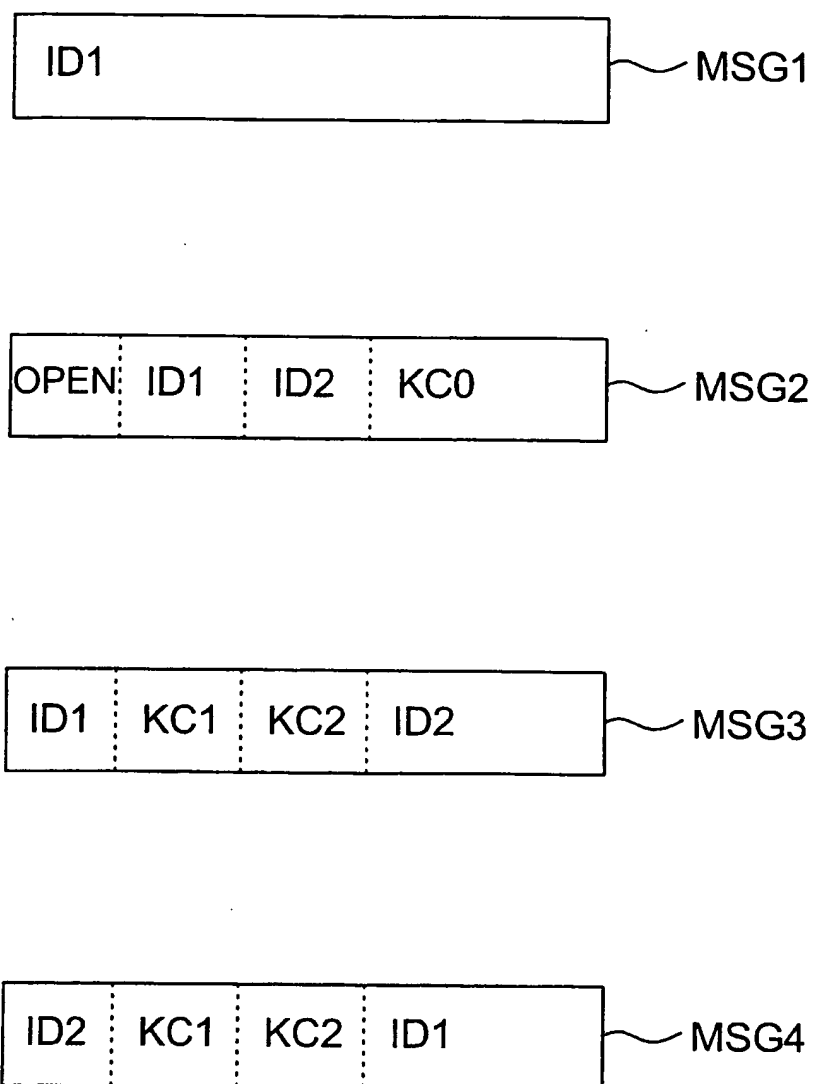 ID1 MSG1
OPEN ID1 ID2 KC0 MSG2
ID1 KC1 KC2 ID2 MSG3
ID2 KC1 KC2 ID1 MSG4